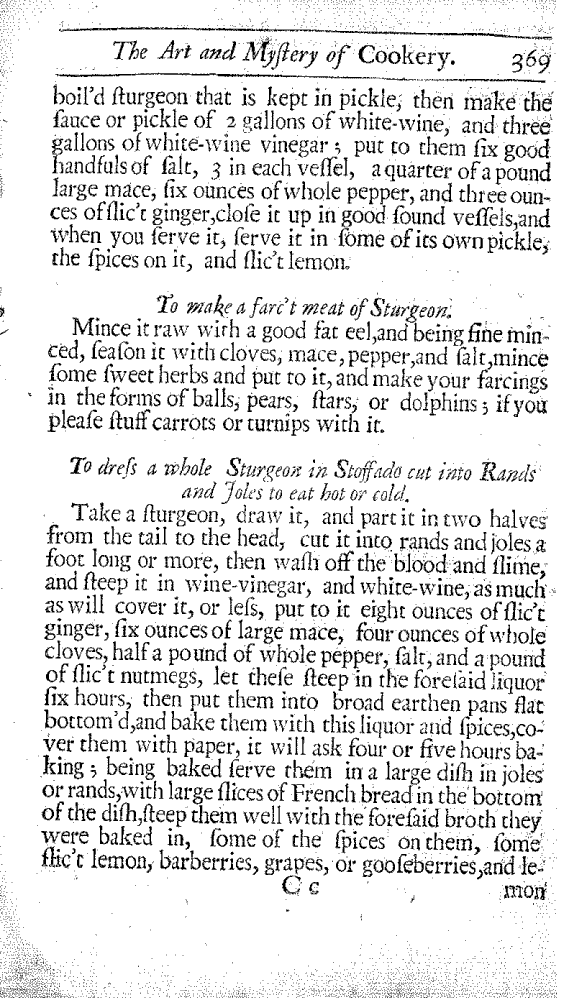 The Art and Myſtery of Cookery. 369
boil'd ſturgeon that is kept in pickle, then make the
ſauce or pickle of 2 gallons of white-wine, and three
gallons of white-wine vinegar; put to them ſix good
handfuls of ſalt, 3 in each veſſel, a quarter of a pound
large mace, ſix ounces of whole pepper, and three oun-
ces of ſlic't ginger,cloſe it up in good ſound veſſels,and
when you ſerve it, ſerve it in ſome of its own pickle,
the ſpices on it, and ſlic't lemon.
To make a farc't meat of Sturgeon.
Mince it raw with a good fat eel,and being fine min-
ced, ſeaſon it with cloves, mace, pepper,and ſalt,mince
ſome ſweet herbs and put to it, and make your farcings
in the forms of balls, pears, ſtars, or dolphins; if you
pleaſe ſtuff carrots or turnips with it.
To dreſs a whole Sturgeon in Stoffado cut into Rands
and Joles to eat hot or cold.
Take a ſturgeon, draw it, and part it in two halves
from the tail to the head, cut it into rands and joles a
foot long or more, then waſh off the blood and ſlime,
and ſteep it in wine-vinegar, and white-wine, as much
as will cover it, or leſs, put to it eight ounces of ſlic't
ginger, ſix ounces of large mace, four ounces of whole
cloves, half a pound of whole pepper, ſalt, and a pound
of ſlic't nutmegs, let theſe ſteep in the foreſaid liquor
ſix hours, then put them into broad earthen pans flat
bottom'd,and bake them with this liquor and ſpices,co-
ver them with paper, it will ask four or five hours ba-
king; being baked ſerve them in a large diſh in joles
or rands,with large ſlices of French bread in the bottom
of the diſh,ſteep them well with the foreſaid broth they
were baked in, ſome of the ſpices on them, ſome
ſlic't lemon, barberries, grapes, or gooſeberries,and le-
C c mon